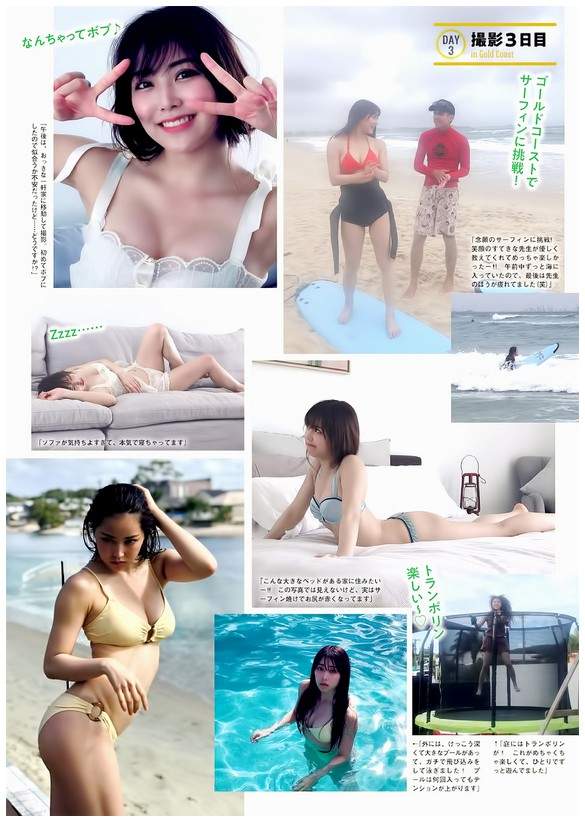 なんちゃってボブ♪
「午後は、おっきな一軒家に移動して撮影。初めてボブに
したので似合うか不安だったけど……どうですか!?」
DAY
3
撮影3日目
in Gold Coast
ゴールドコーストで
サーフィンに挑戦!
「念願のサーフィンに挑戦!
笑顔のすてきな先生が優しく
教えてくれてめっちゃ楽しか
ったー!! 午前中ずっと海に
入っていたので、最後は先生
のほうが疲れてました(笑)」
Zzzz……
「ソファが気持ちよすぎて、本気で寝ちゃってます」
「こんな大きなベッドがある家に住みたい
ー!! この写真では見えないけど、実はサ
ーフィン焼けでお尻が赤くなってます」
トランポリン
楽しい〜♡
←「外には、けっこう深
くて大きなプールがあっ
て、ガチで飛び込みをし
て泳ぎました! プー
ルは何回入ってもテ
ンションが上がります」
↑「庭にはトランポリン
が! これがめちゃくち
ゃ楽しくて、ひとりでず
っと遊んでました」